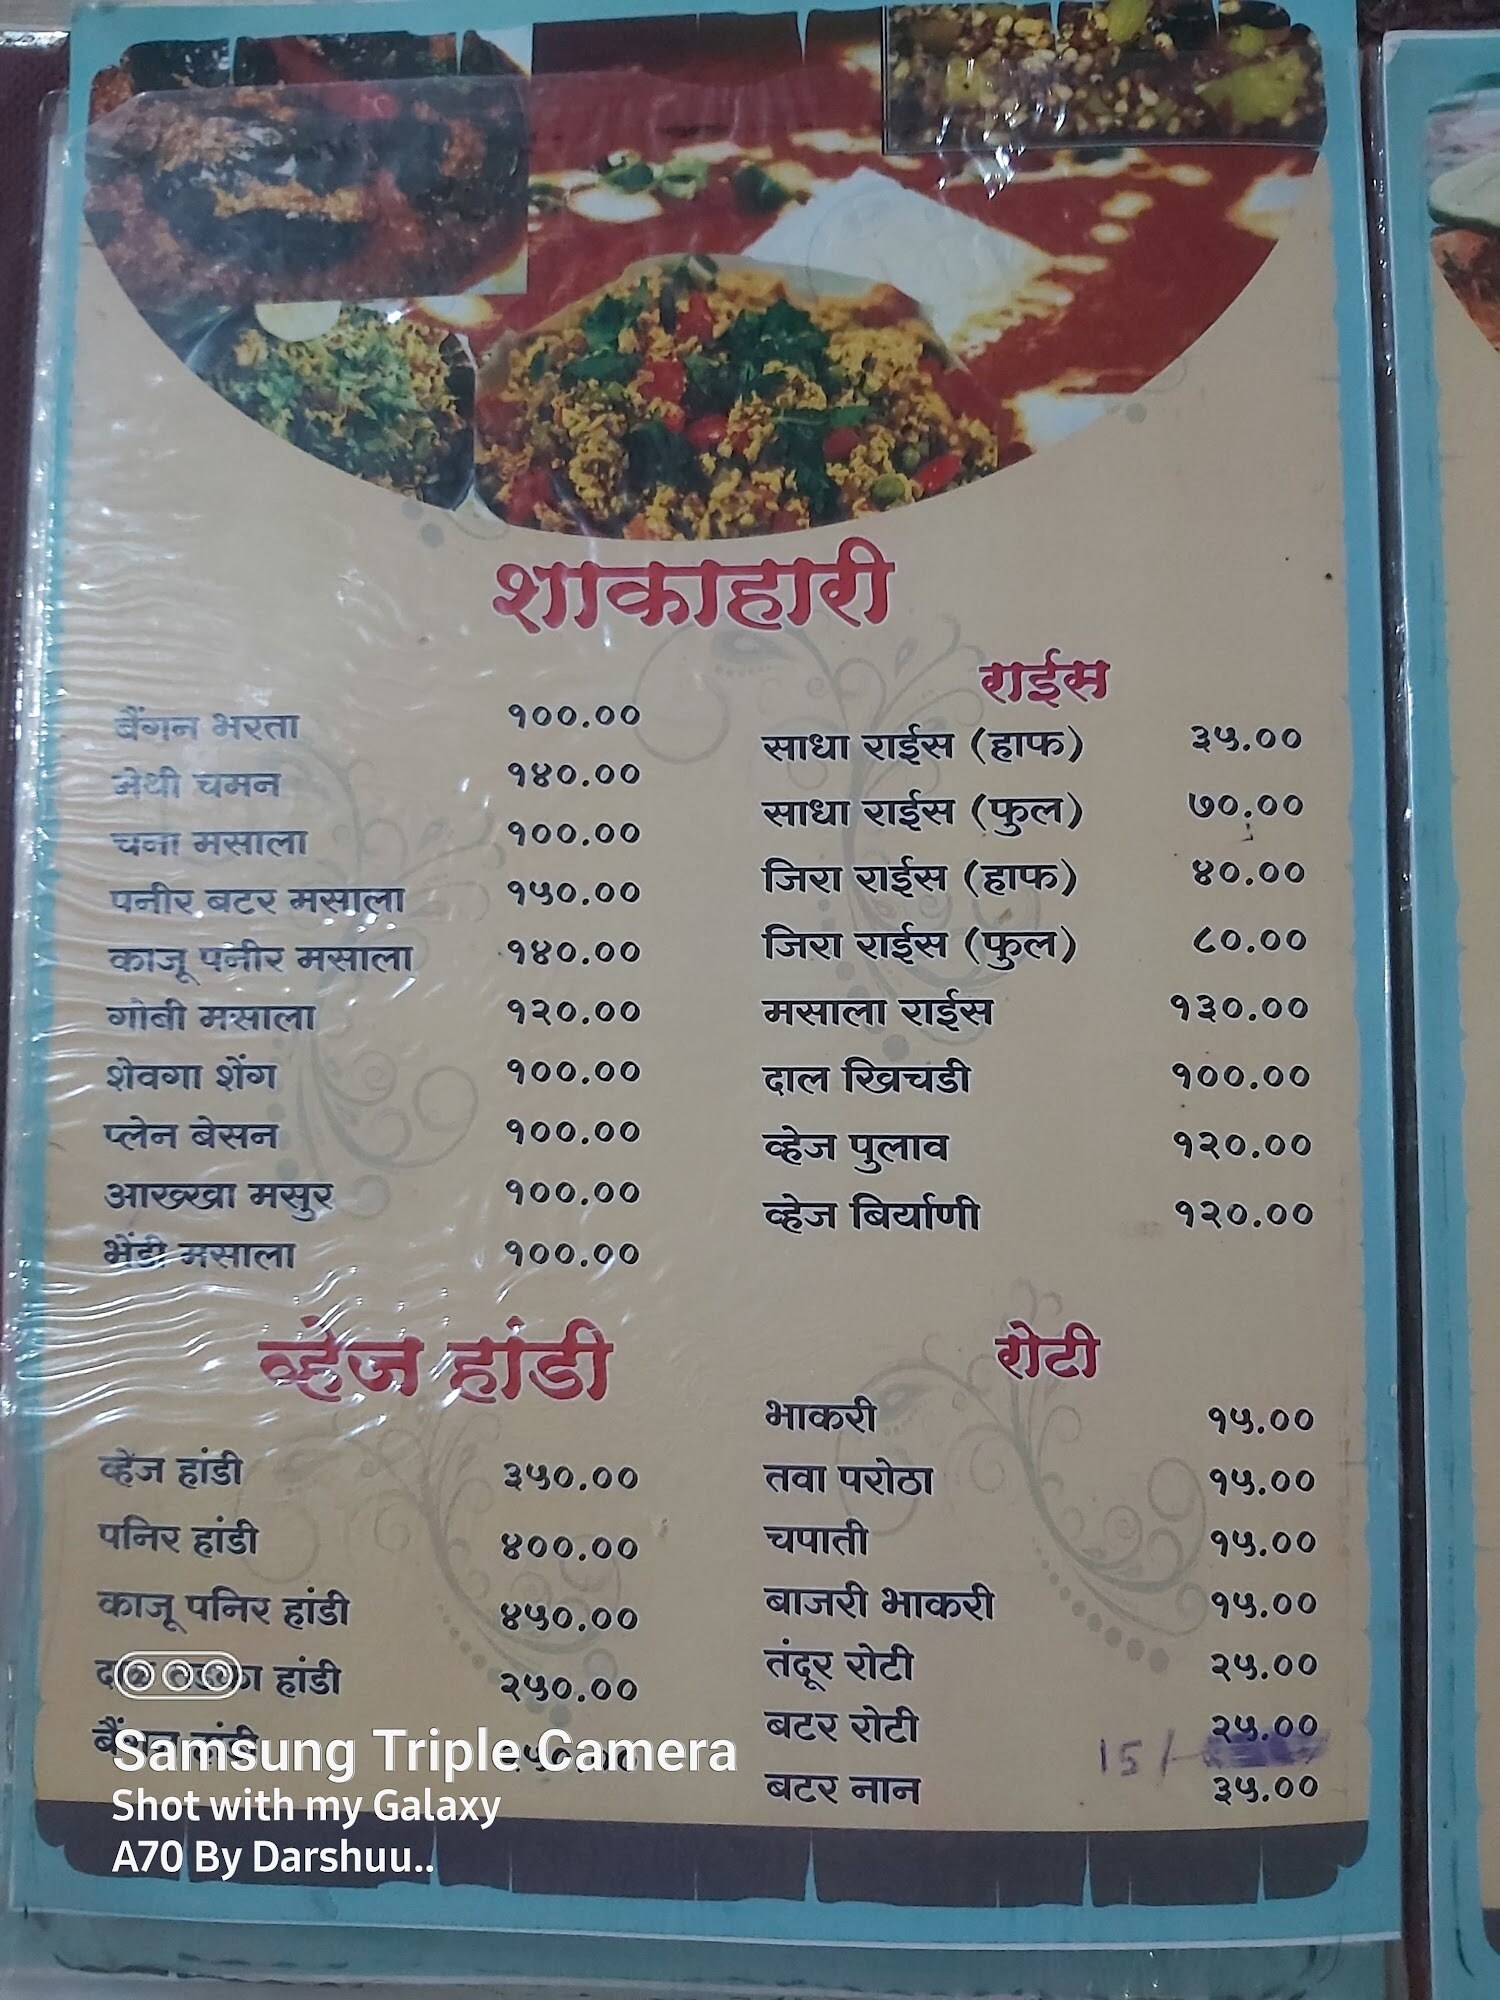 शाकाहारी
बैंगन भरता १००.००
मेथी चमन १४०.००
चना मसाला १००.००
पनीर बटर मसाला १५०.००
काजू पनीर मसाला १४०.००
गोबी मसाला १२०.००
शेवगा शेंग १००.००
प्लेन बेसन १००.००
आख्खा मसुर १००.००
भेंडी मसाला १००.००
व्हेज हांडी
व्हेज हांडी ३५०.००
पनिर हांडी ४००.००
काजू पनिर हांडी ४५०.००
दाल तडका हांडी २५०.००
बैंगन हांडी
राईस
साधा राईस (हाफ) ३५.००
साधा राईस (फुल) ७०.००
जिरा राईस (हाफ) ४०.००
जिरा राईस (फुल) ८०.००
मसाला राईस १३०.००
दाल खिचडी १००.००
व्हेज पुलाव १२०.००
व्हेज बिर्याणी १२०.००
रोटी
भाकरी १५.००
तवा परोठा १५.००
चपाती १५.००
बाजरी भाकरी १५.००
तंदूर रोटी २५.००
बटर रोटी 15/- २५.००
बटर नान ३५.००
Samsung Triple Camera
Shot with my Galaxy
A70 By Darshuu..